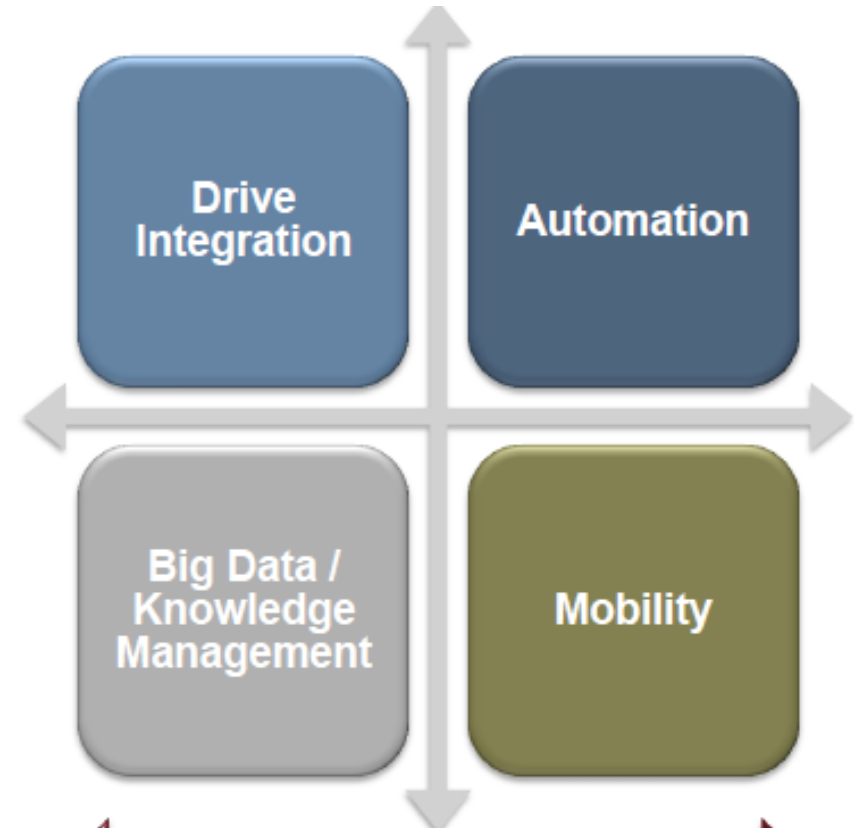 Drive
Integration
Automation
Big Data /
Knowledge
Management
Mobility